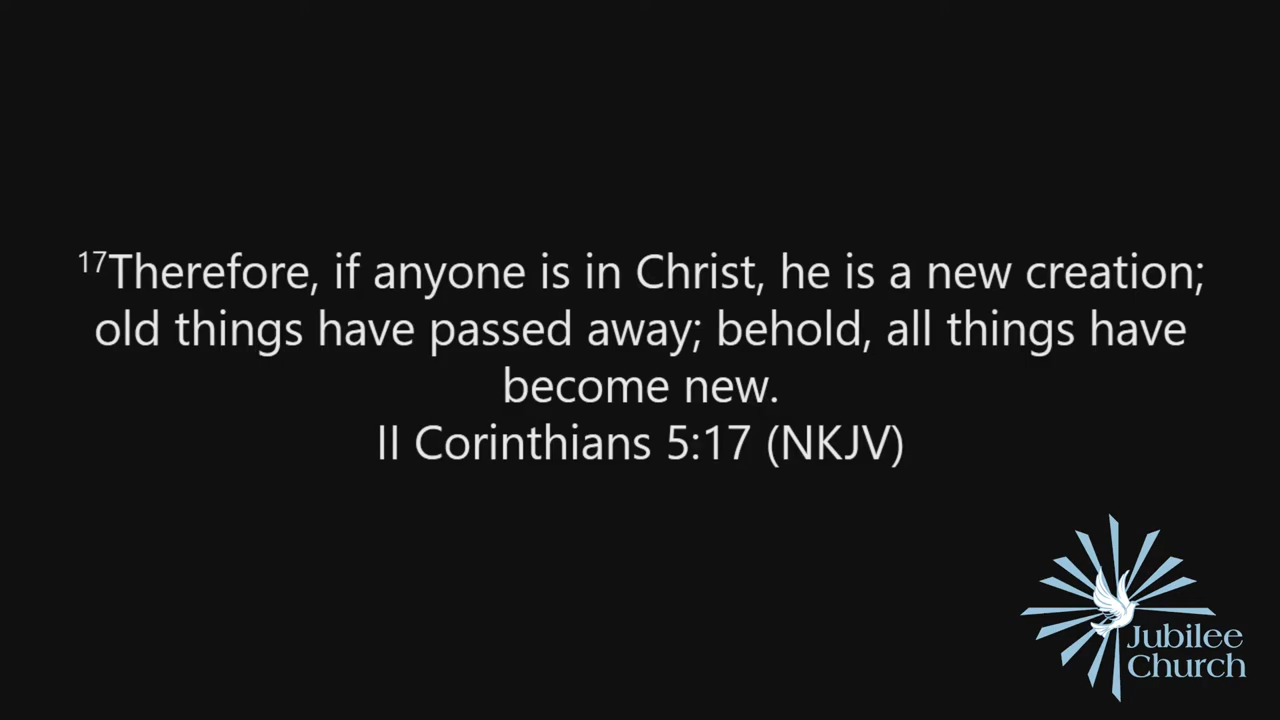 17Therefore, if anyone is in Christ, he is a new creation;
old things have passed away; behold, all things have
become new.
II Corinthians 5:17 (NKJV)
Jubilee
Church